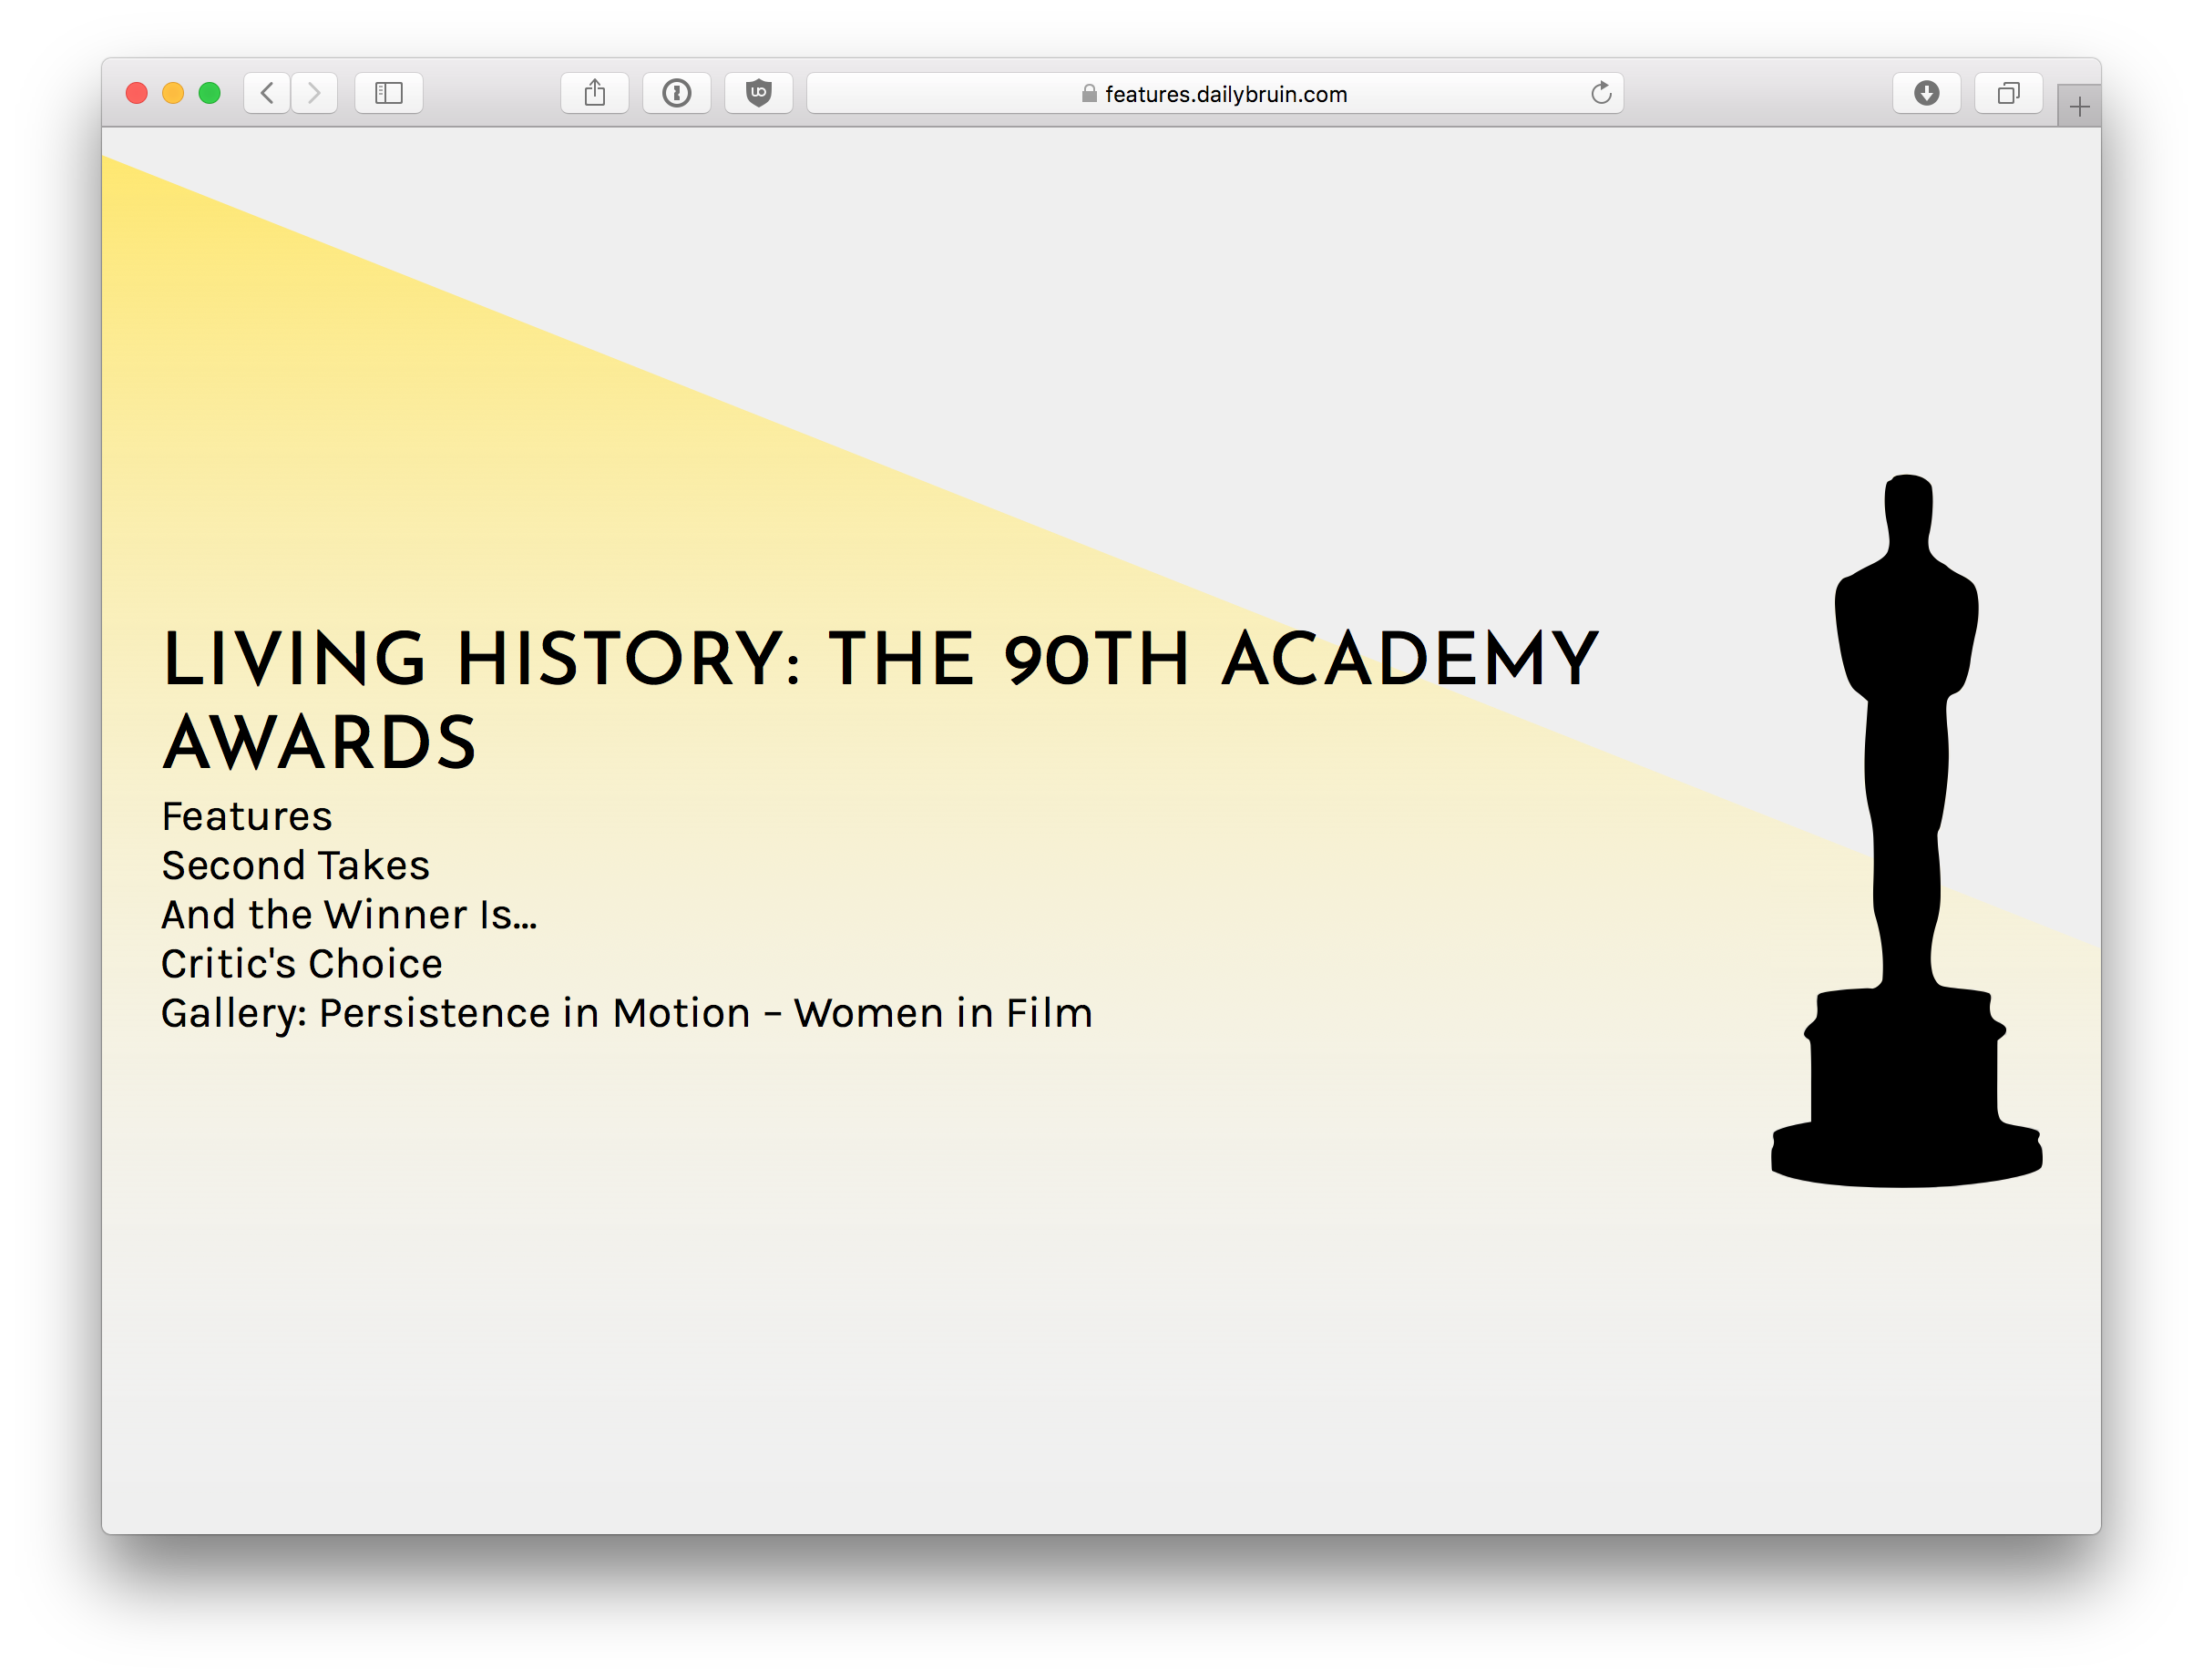 features.dailybruin.com
LIVING HISTORY: THE 90TH ACADEMY
AWARDS
Features
Second Takes
And the Winner Is...
Critic's Choice
Gallery: Persistence in Motion – Women in Film